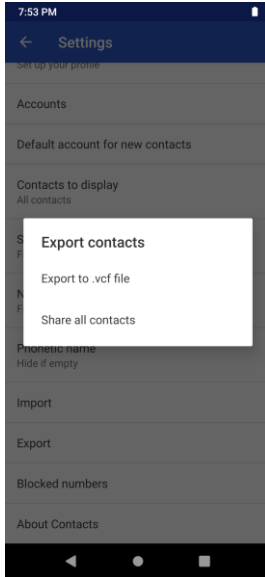 7:53 PM
Settings
Set up your profile
Accounts
Default account for new contacts
Contacts to display
All contacts
S
F
Export contacts
Export to .vcf file
N
F
Share all contacts
Phonetic name
Hide if empty
Import
Export
Blocked numbers
About Contacts